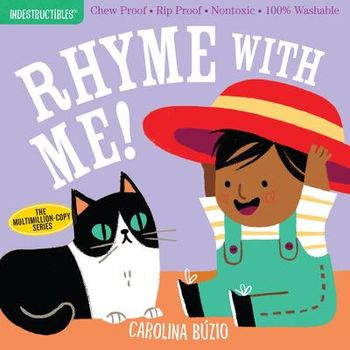 INDESTRUCTIBLES®
Chew Proof • Rip Proof • Nontoxic • 100% Washable
RHYME WITH
ME!
THE
MULTIMILLION-COPY
SERIES
CAROLINA BÚZIO